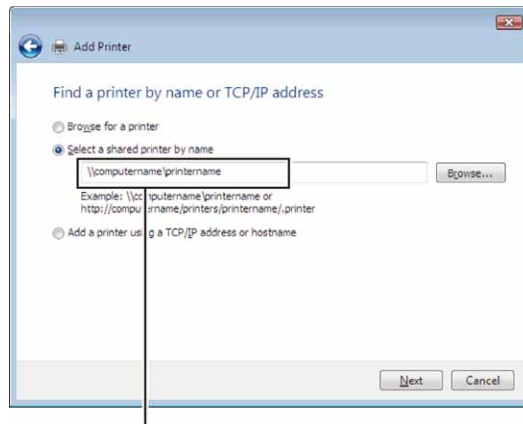 Add Printer
Find a printer by name or TCP/IP address
Browse for a printer
Select a shared printer by name
\\computername\printername
Browse...
Example: \\computername\printername or
http://computername/printers/printername/.printer
Add a printer using a TCP/IP address or hostname
Next
Cancel